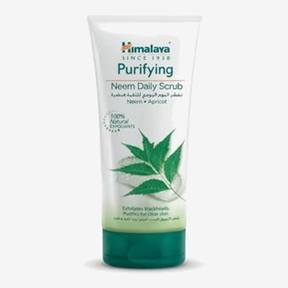 Himalaya
SINCE 1930
Purifying
Neem Daily Scrub
Neem • Apricot
100%
Natural
EXFOLIANTS
Exfoliates blackheads,
Purifies for clear skin